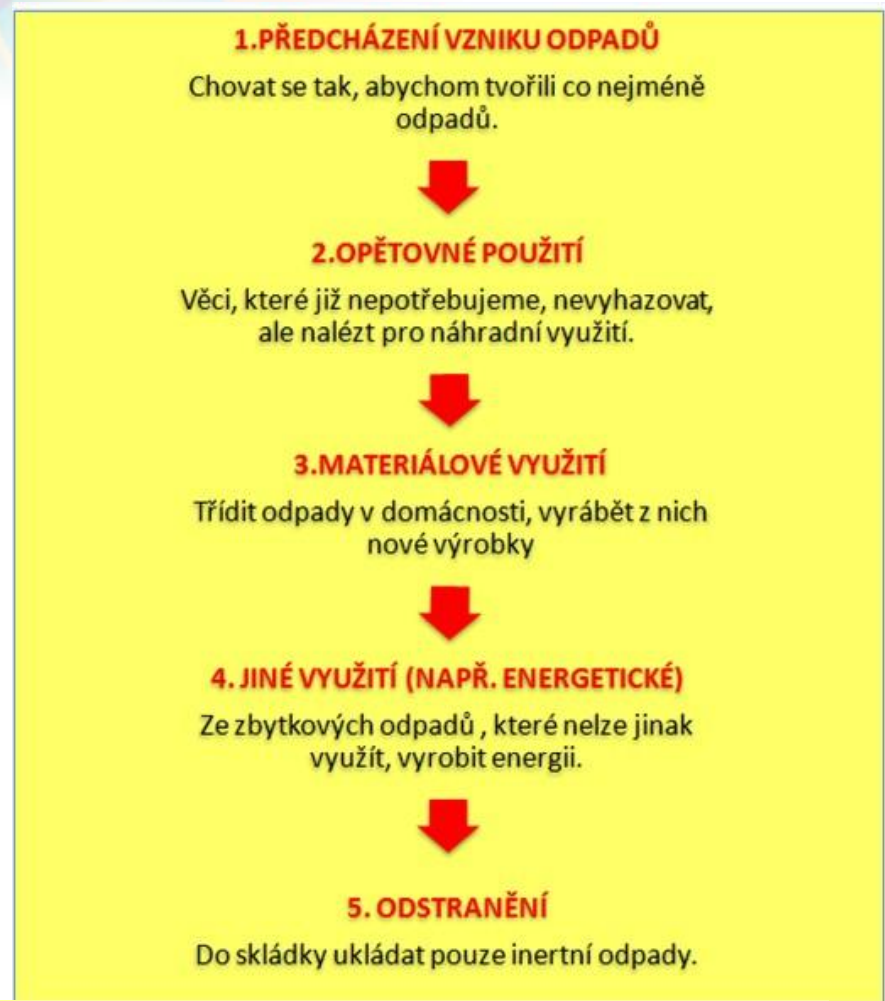 1.PŘEDCHÁZENÍ VZNIKU ODPADŮ
Chovat se tak, abychom tvořili co nejméně
odpadů.
2.OPĚTOVNÉ POUŽITÍ
Věci, které již nepotřebujeme, nevyhazovat,
ale nalézt pro náhradní využití.
3.MATERIÁLOVÉ VYUŽITÍ
Třídit odpady v domácnosti, vyrábět z nich
nové výrobky
4. JINÉ VYUŽITÍ (NAPŘ. ENERGETICKÉ)
Ze zbytkových odpadů , které nelze jinak
využít, vyrobit energii.
5. ODSTRANĚNÍ
Do skládky ukládat pouze inertní odpady.